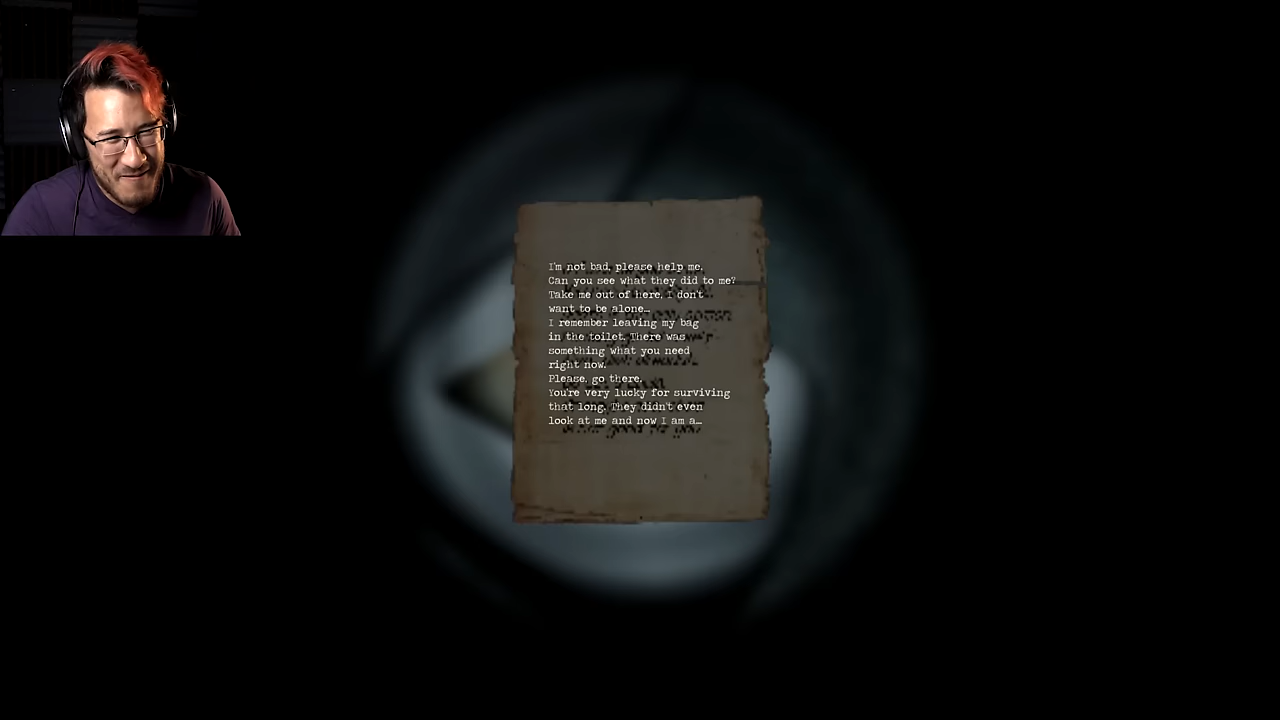 I'm not bad, please help me.
Can you see what they did to me?
Take me out of here, I don't
want to be alone…
I remember leaving my bag
in the toilet. There was
something what you need
right now.
Please, go there.
You're very lucky for surviving
that long. They didn't even
look at me and now I am a…